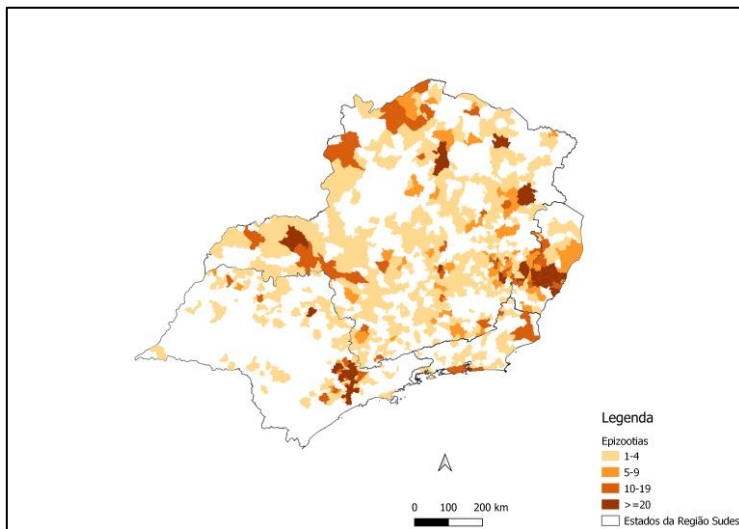 Legenda
Epizootias
1-4
5-9
10-19
>=20
Estados da Região Sudes
0 100 200 km